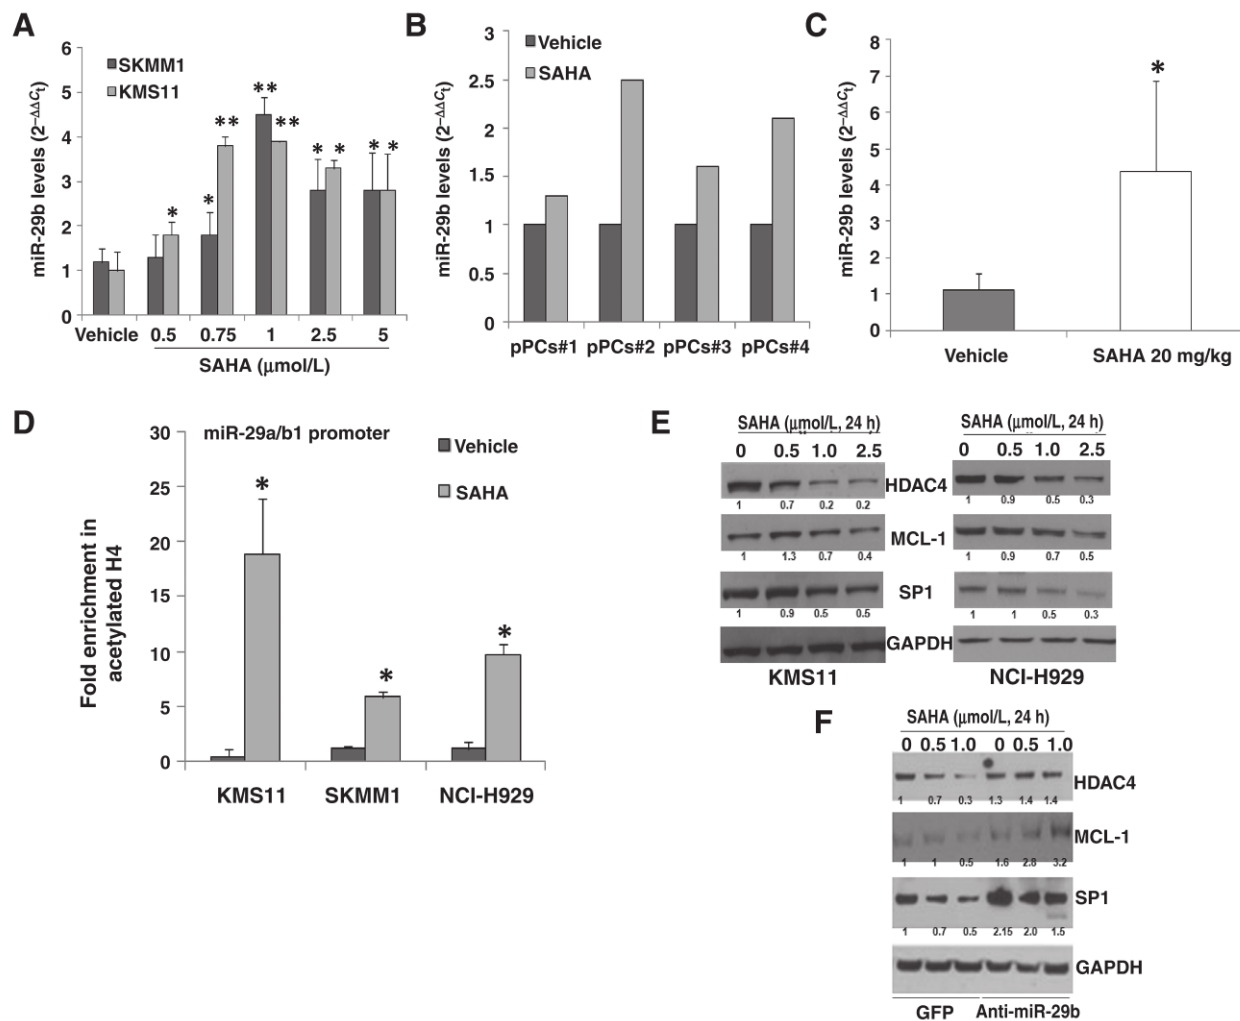 A
miR-29b levels (2–ΔΔCt)
6
5
4
3
2
1
0
SKMM1
KMS11
*
*
**
**
**
*
*
*
*
Vehicle 0.5 0.75 1 2.5 5
SAHA (μmol/L)
B
miR-29b levels (2–ΔΔCt)
3
2.5
2
1.5
1
0.5
0
Vehicle
SAHA
pPCs#1 pPCs#2 pPCs#3 pPCs#4
C
miR-29b levels (2–ΔΔCt)
8
7
6
5
4
3
2
1
0
*
Vehicle SAHA 20 mg/kg
D
Fold enrichment in
acetylated H4
30
25
20
15
10
5
0
miR-29a/b1 promoter
Vehicle
SAHA
*
*
*
KMS11 SKMM1 NCI-H929
E
SAHA (μmol/L, 24 h) SAHA (μmol/L, 24 h)
0 0.5 1.0 2.5 0 0.5 1.0 2.5
HDAC4
1 0.7 0.2 0.2 1 0.9 0.5 0.3
MCL-1
1 1.3 0.7 0.4 1 0.9 0.7 0.5
SP1
1 0.9 0.5 0.5 1 1 0.5 0.3
GAPDH
KMS11 NCI-H929
F
SAHA (μmol/L, 24 h)
0 0.5 1.0 0 0.5 1.0
HDAC4
1 0.7 0.3 1.3 1.4 1.4
MCL-1
1 1 0.5 1.6 2.8 3.2
SP1
1 0.7 0.5 2.15 2.0 1.5
GAPDH
GFP Anti-miR-29b